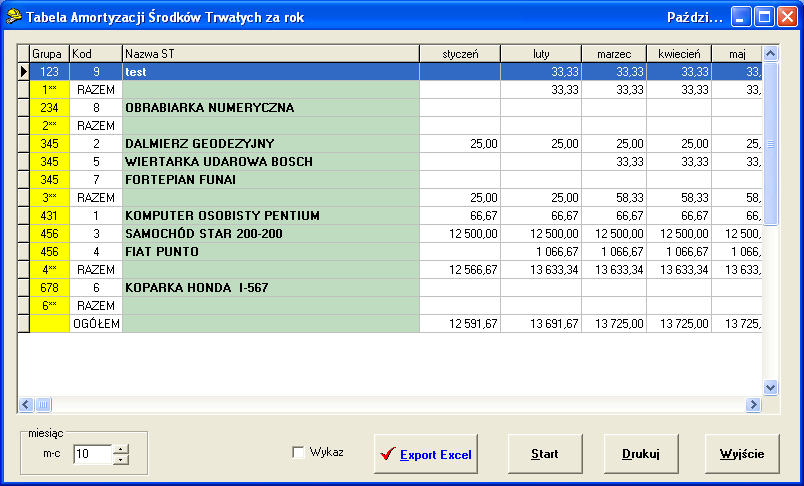 Tabela Amortyzacji Środków Trwałych za rok Paździ...
Grupa Kod Nazwa ST styczeń luty marzec kwiecień maj
123 9 test 33,33 33,33 33,33 33,
1** RAZEM 33,33 33,33 33,33 33,
234 8 OBRABIARKA NUMERYCZNA
2** RAZEM
345 2 DALMIERZ GEODEZYJNY 25,00 25,00 25,00 25,00 25,
345 5 WIERTARKA UDAROWA BOSCH 33,33 33,33 33,
345 7 FORTEPIAN FUNAI
3** RAZEM 25,00 25,00 58,33 58,33 58,
431 1 KOMPUTER OSOBISTY PENTIUM 66,67 66,67 66,67 66,67 66,
456 3 SAMOCHÓD STAR 200-200 12 500,00 12 500,00 12 500,00 12 500,00 12 500,
456 4 FIAT PUNTO 1 066,67 1 066,67 1 066,67 1 066,
4** RAZEM 12 566,67 13 633,34 13 633,34 13 633,34 13 633,
678 6 KOPARKA HONDA I-567
6** RAZEM
OGÓŁEM 12 591,67 13 691,67 13 725,00 13 725,00 13 725,
miesiąc
m-c 10 Wykaz Export Excel Start Drukuj Wyjście